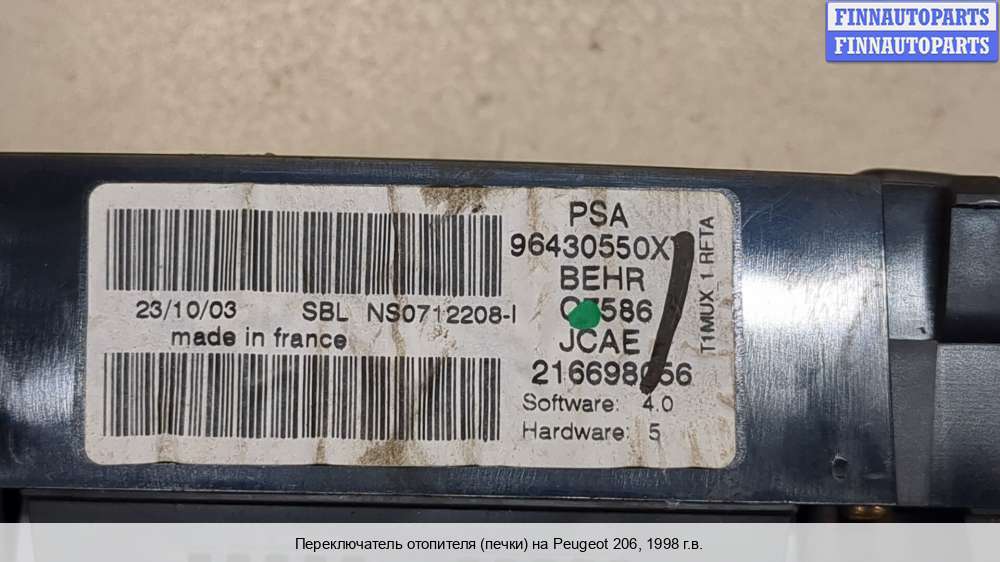 FINNAUTOPARTS
FINNAUTOPARTS
PSA
96430550X
BEHR
JCAE
T1MUX 1 RFTA
23/10/03 SBL NS0712208-I
made in france
Software: 4.0
Hardware: 5
Переключатель отопителя (печки) на Peugeot 206, 1998 г.в.